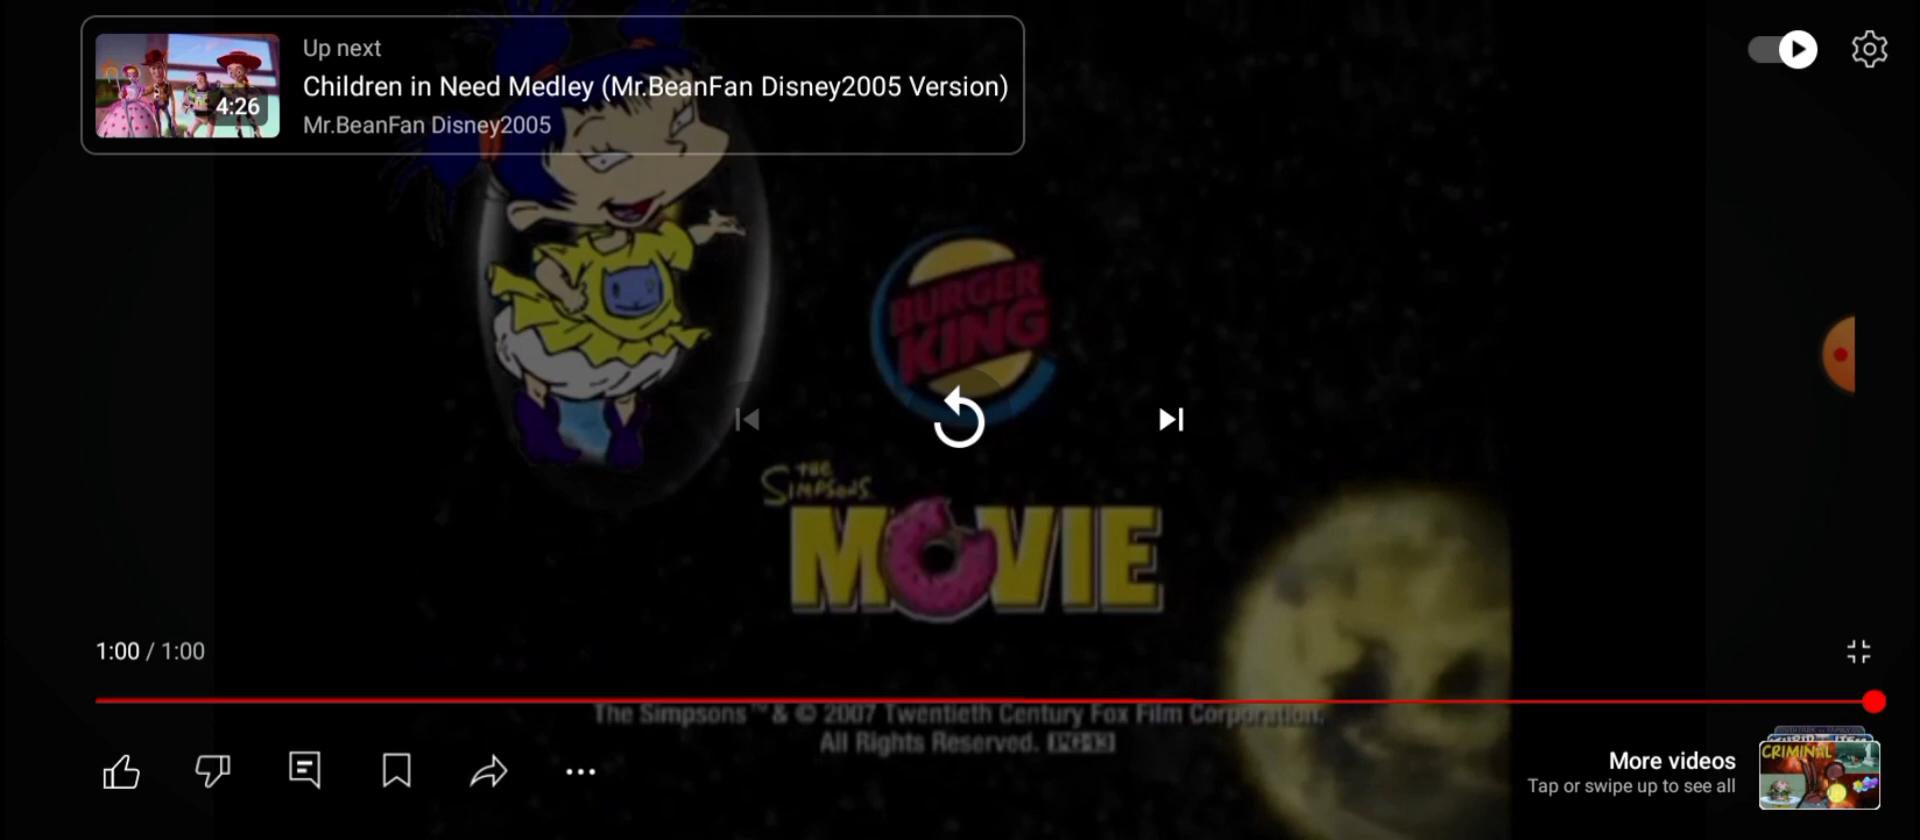 Up next
Children in Need Medley (Mr.BeanFan Disney2005 Version)
4:26
Mr.BeanFan Disney2005
BURGER
KING
THE
SIMPSONS
MOVIE
1:00 / 1:00
The Simpsons™ & © 2007 Twentieth Century Fox Film Corporation.
All Rights Reserved. PG-13
More videos
Tap or swipe up to see all
CRIMINAL